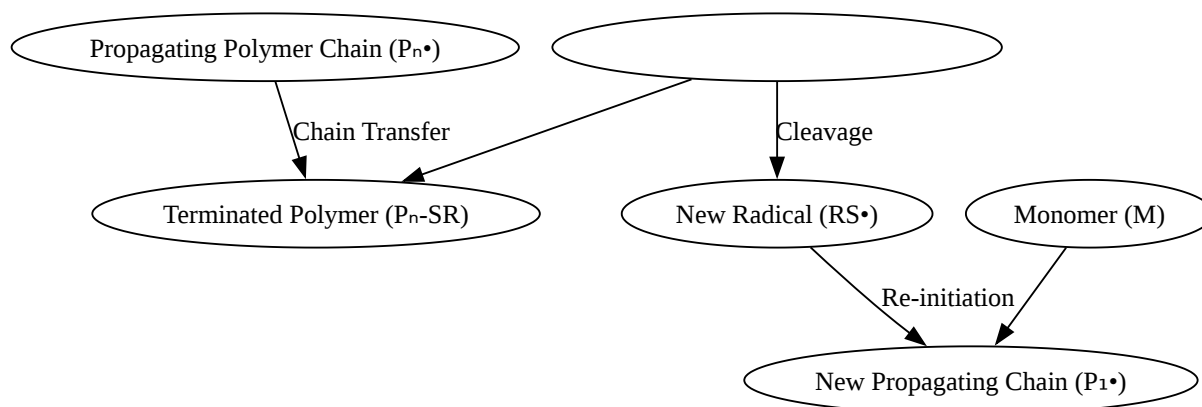 Propagating Polymer Chain (Pₙ•)
Chain Transfer
Cleavage
Terminated Polymer (Pₙ-SR)
New Radical (RS•)
Monomer (M)
Re-initiation
New Propagating Chain (P₁•)